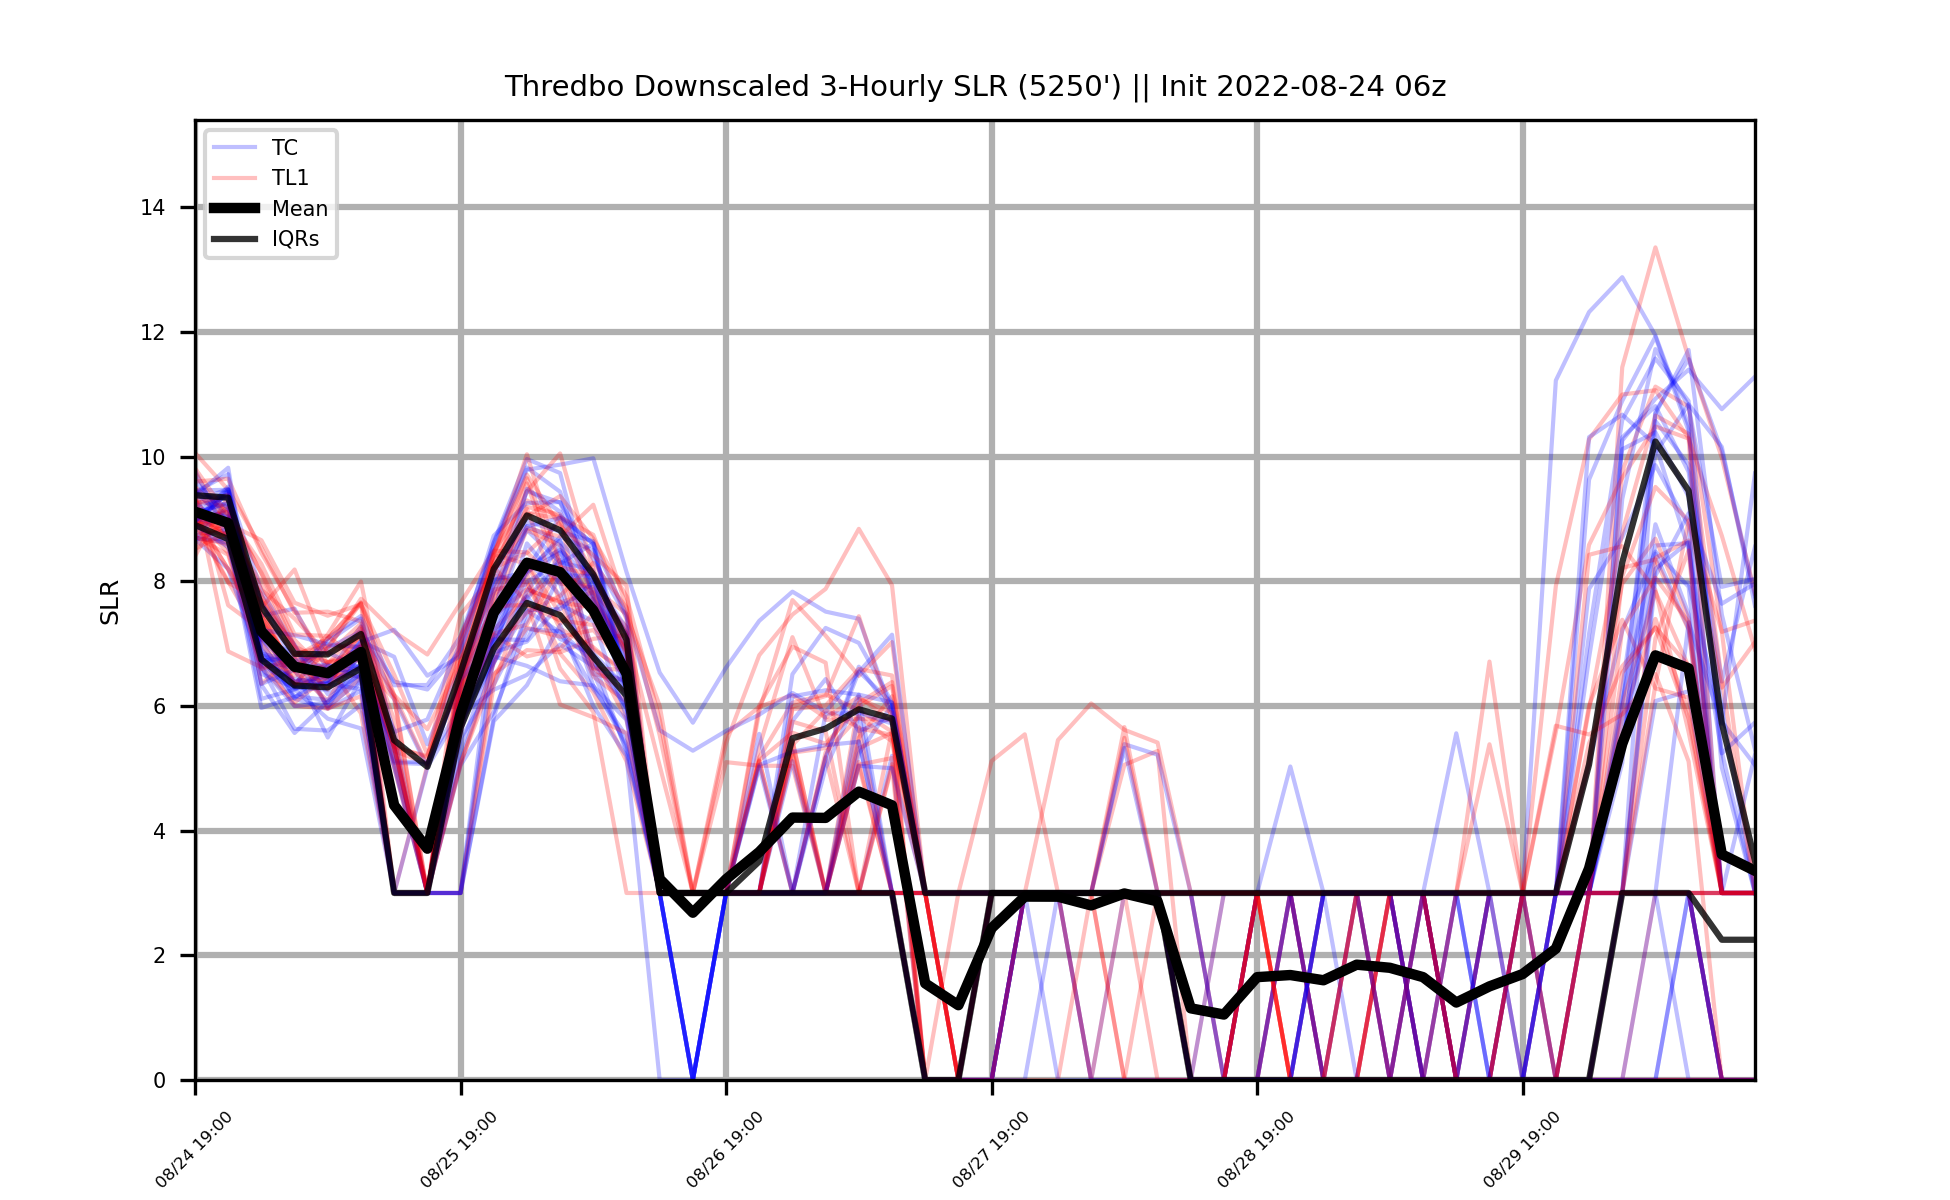 Thredbo Downscaled 3-Hourly SLR (5250') || Init 2022-08-24 06z
TC
TL1
Mean
IQRs
SLR
14
12
10
8
6
4
2
0
08/24 19:00
08/25 19:00
08/26 19:00
08/27 19:00
08/28 19:00
08/29 19:00